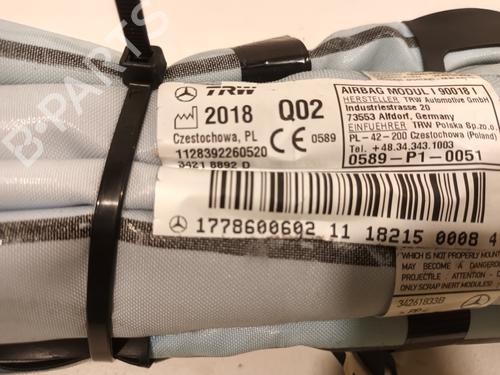 TRW
2018 Q02
Czestochowa, PL
0589
1128392260520
3421 8892 D
AIRBAG MODUL ( 90018 )
HERSTELLER TRW Automotive GmbH
Industriestrasse 20
73553 Alfdorf, Germany
EINFUEHRER TRW Polska Sp.zo.o.
PL-42-200 Czestochowa (Poland)
Tel. +48.34.343.1003
0589-P1-0051
1778600602 11 18215 0008 4
WHICH IS NOT PROPERLY MOUNT
MAY BECOME A DANGEROU
PROJECTILE. ATTENTION -
ONLY SCRAP INERT MODULES!
34261833B